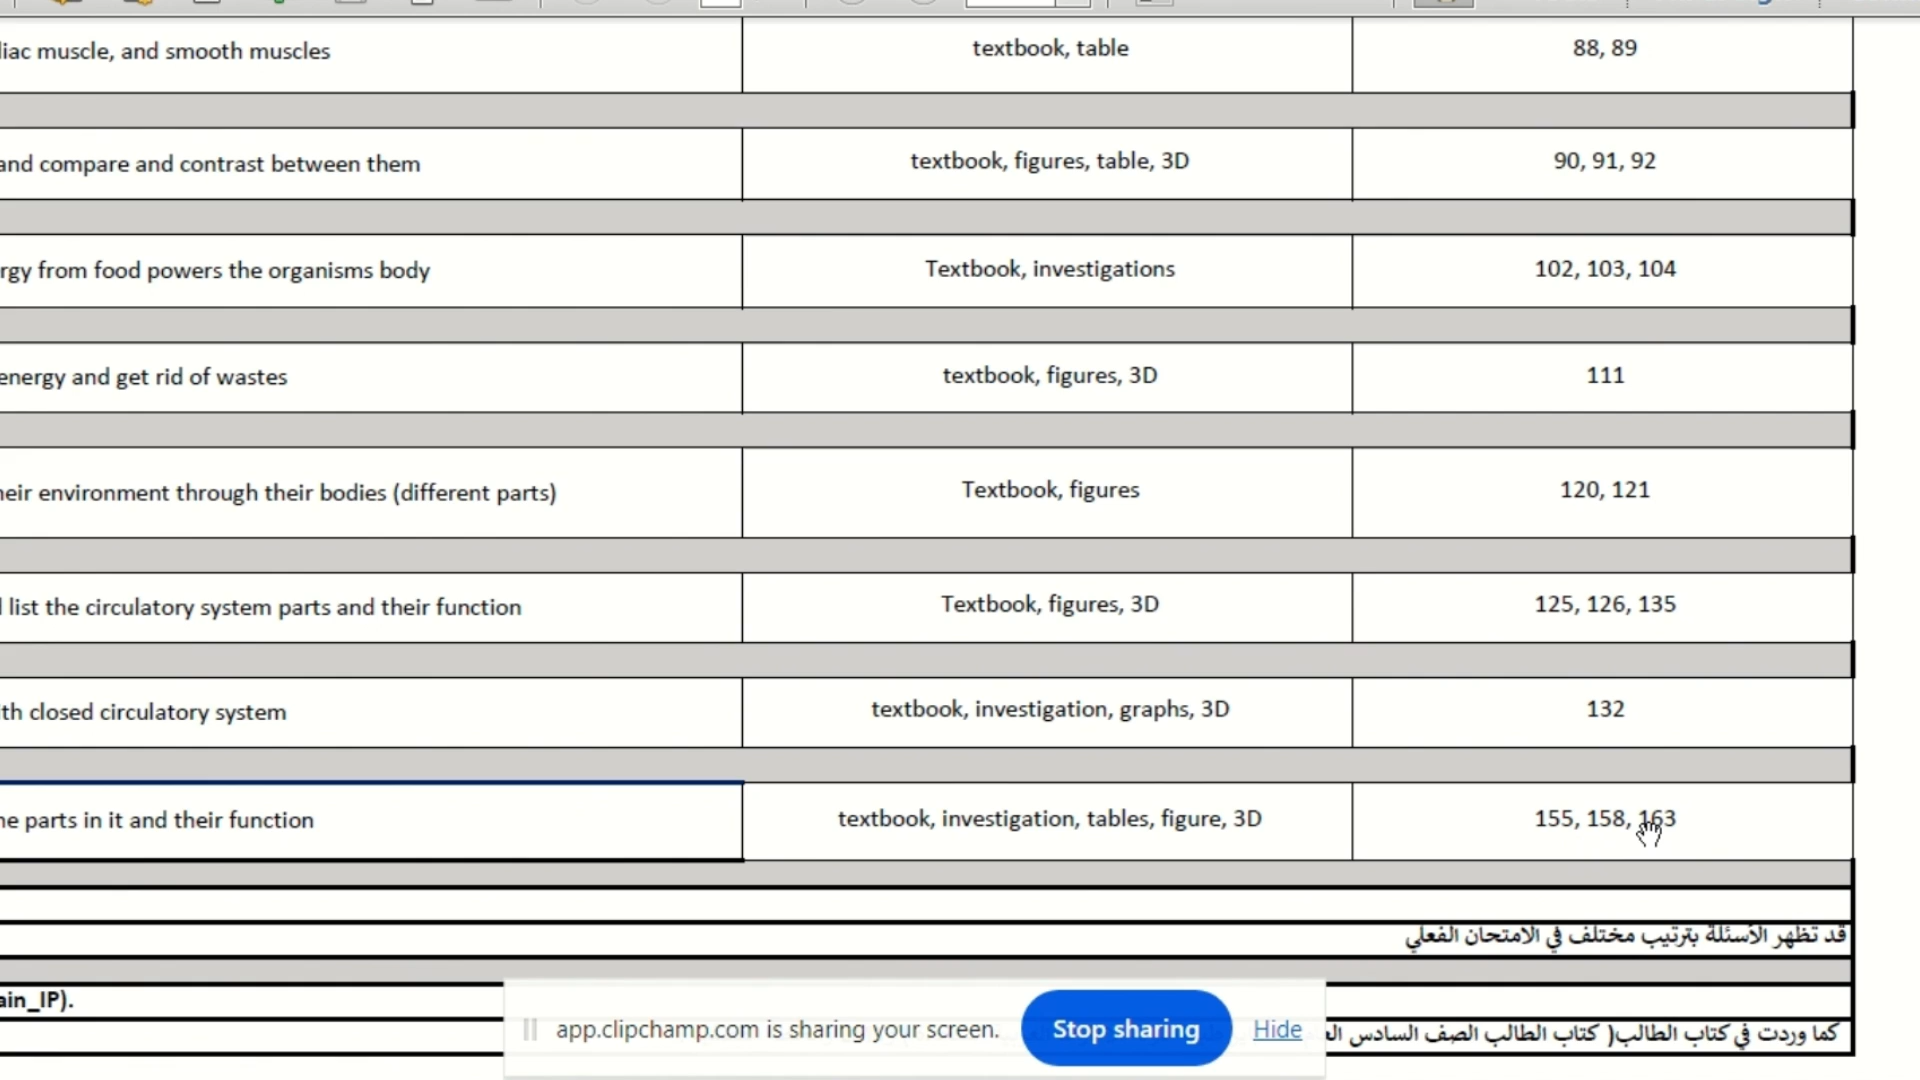 muscle, and smooth muscles textbook, table 88, 89
and compare and contrast between them textbook, figures, table, 3D 90, 91, 92
from food powers the organisms body Textbook, investigations 102, 103, 104
energy and get rid of wastes textbook, figures, 3D 111
environment through their bodies (different parts) Textbook, figures 120, 121
list the circulatory system parts and their function Textbook, figures, 3D 125, 126, 135
closed circulatory system textbook, investigation, graphs, 3D 132
parts in it and their function textbook, investigation, tables, figure, 3D 155, 158, 163
قد تظهر الأسئلة بترتيب مختلف في الامتحان الفعلي
ain_IP).
كما وردت في كتاب الطالب( كتاب الطالب الصف السادس
app.clipchamp.com is sharing your screen. Stop sharing Hide